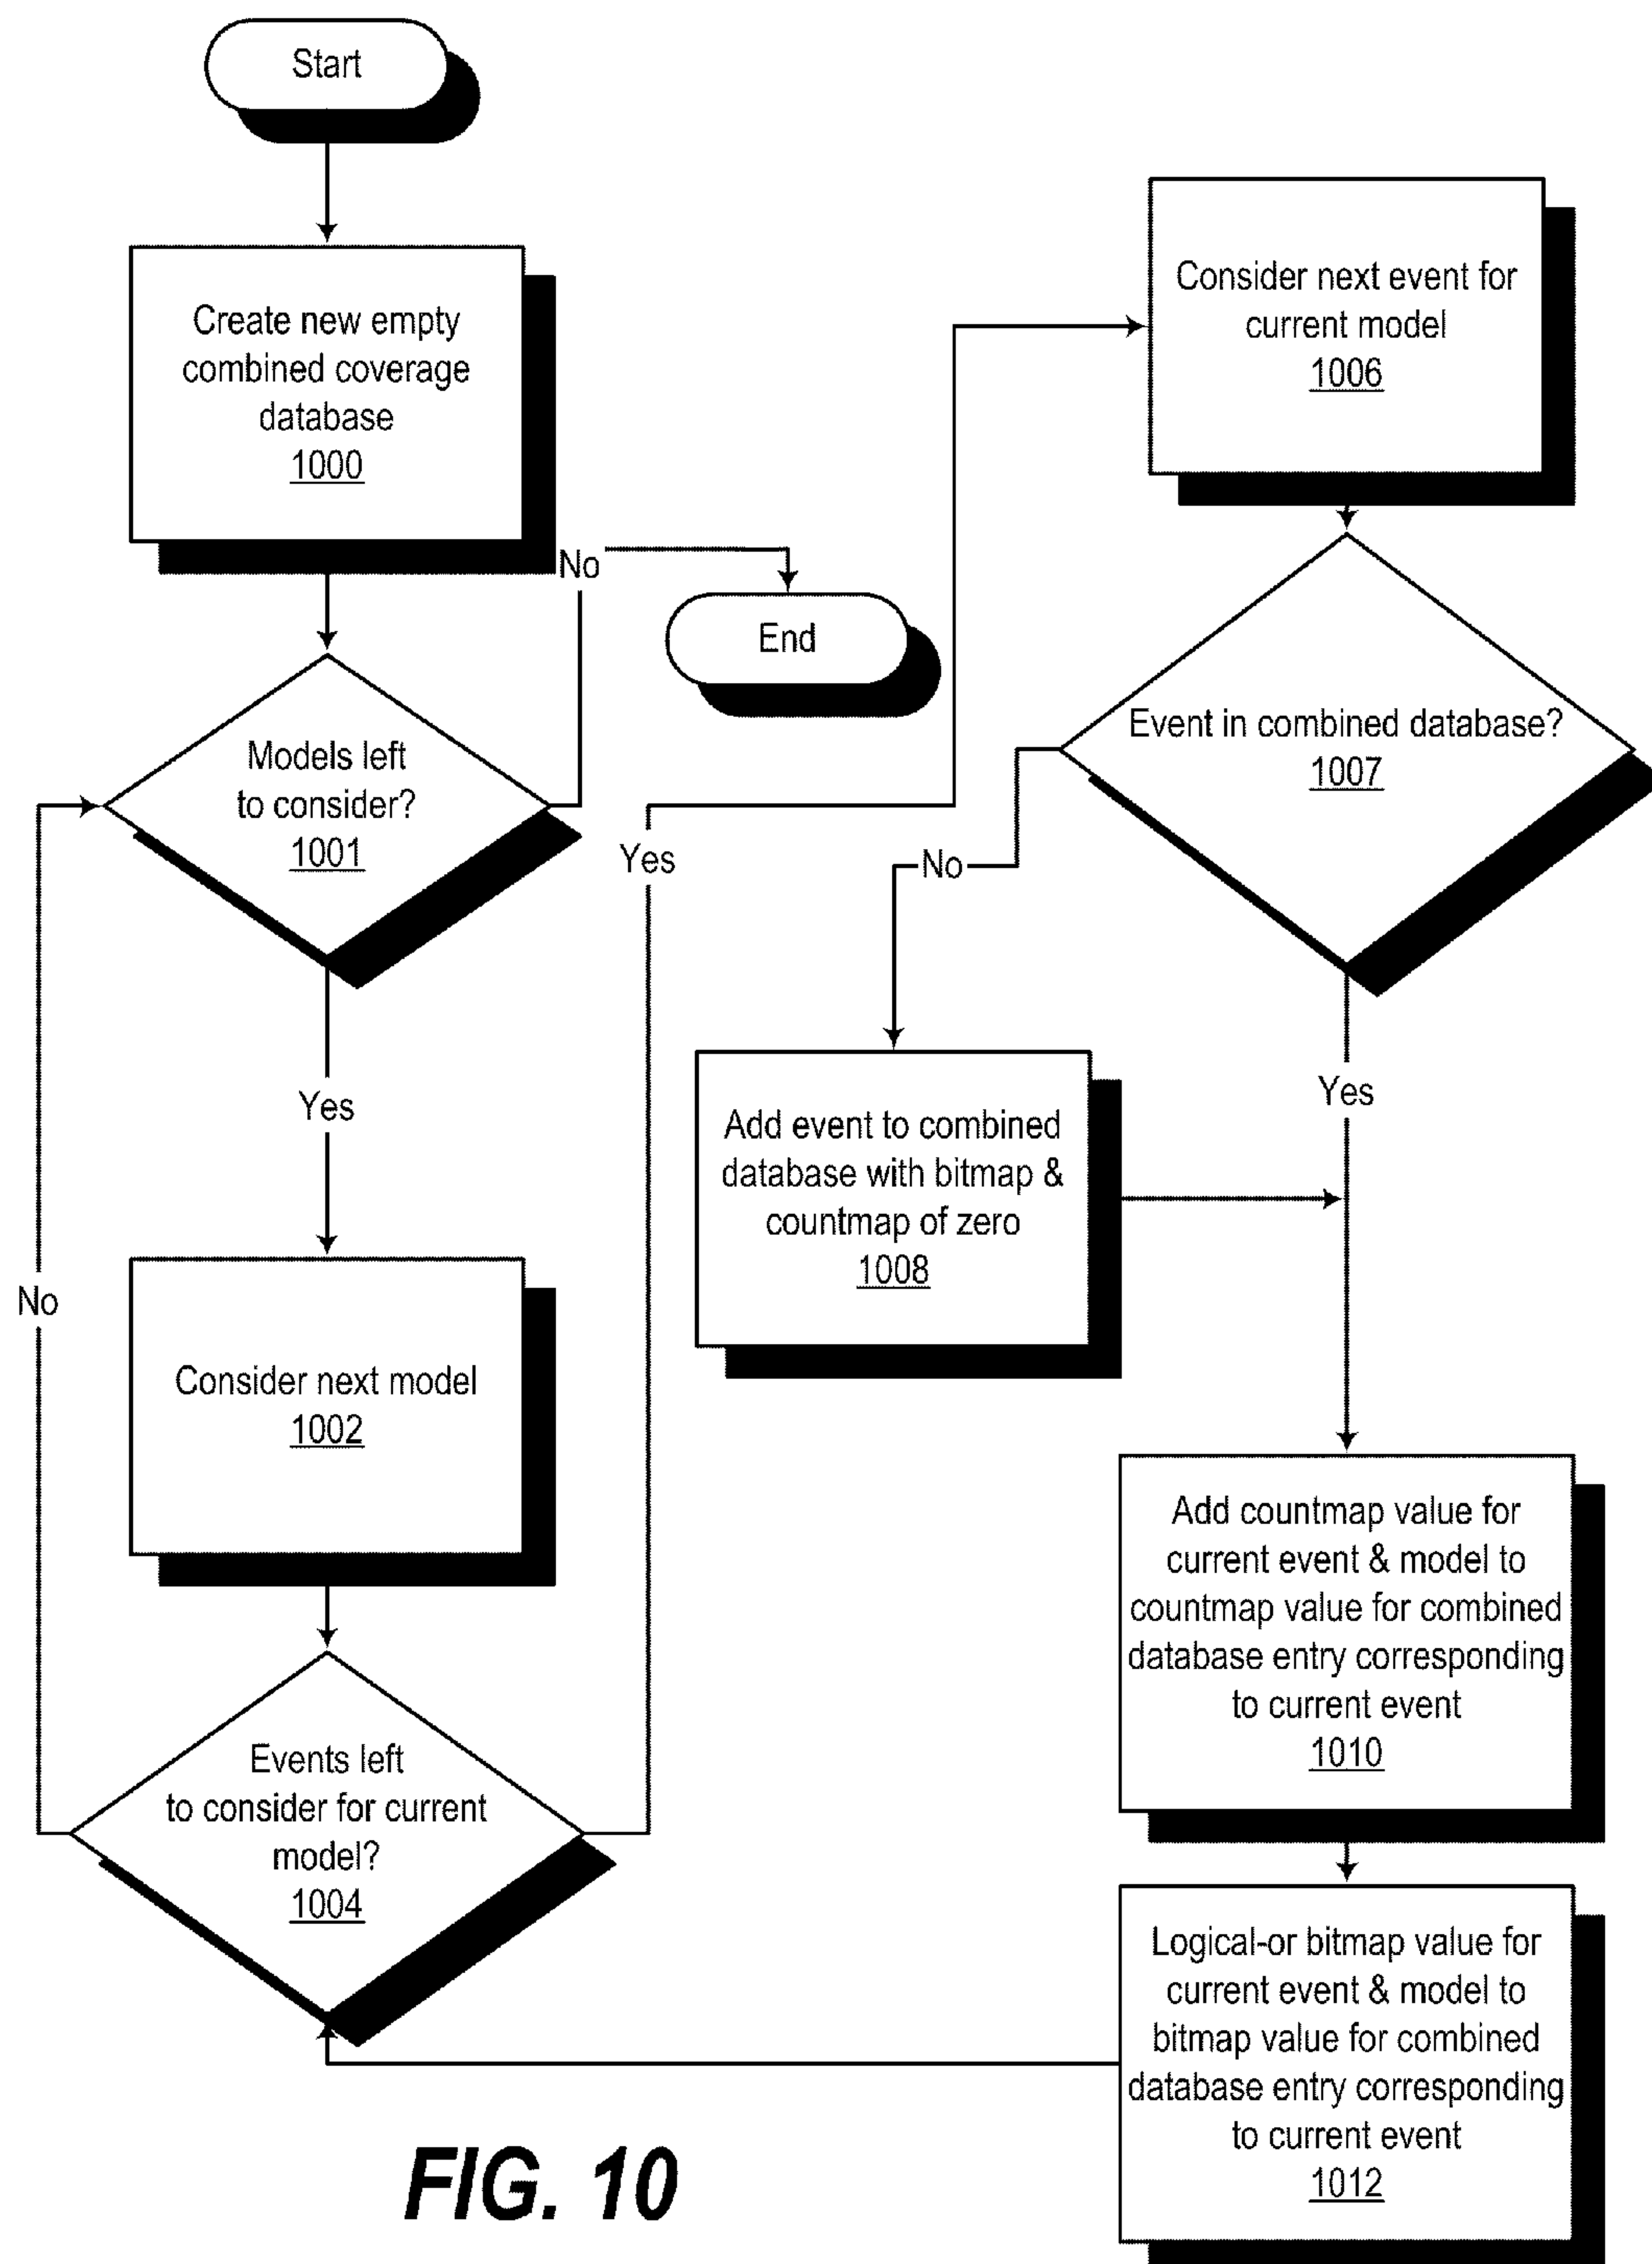 Start
Create new empty
combined coverage
database
1000
No
End
Models left
to consider?
1001
Yes
Consider next model
1002
No
Events left
to consider for current
model?
1004
Yes
Consider next event for
current model
1006
Event in combined database?
1007
No
Add event to combined
database with bitmap &
countmap of zero
1008
Yes
Add countmap value for
current event & model to
countmap value for combined
database entry corresponding
to current event
1010
Logical-or bitmap value for
current event & model to
bitmap value for combined
database entry corresponding
to current event
1012
FIG. 10